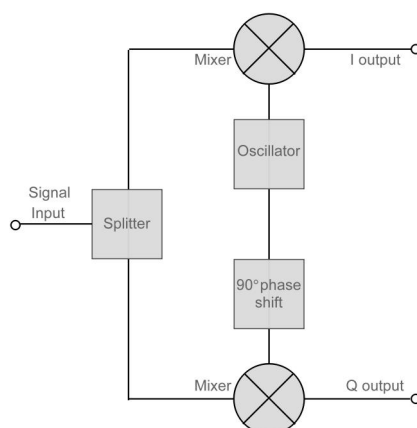 Mixer
I output
Oscillator
Signal
Input
Splitter
90°phase
shift
Mixer
Q output